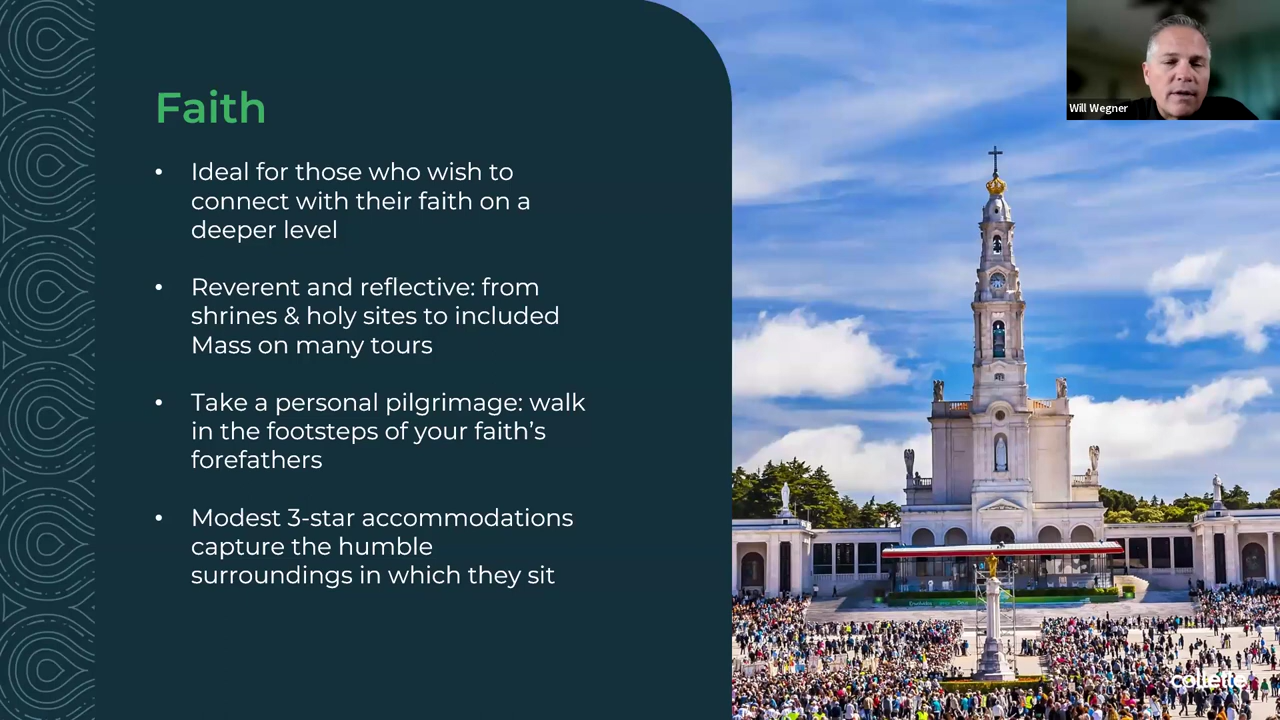 Faith
• Ideal for those who wish to
connect with their faith on a
deeper level
• Reverent and reflective: from
shrines & holy sites to included
Mass on many tours
• Take a personal pilgrimage: walk
in the footsteps of your faith’s
forefathers
• Modest 3-star accommodations
capture the humble
surroundings in which they sit
Will Wegner
collette